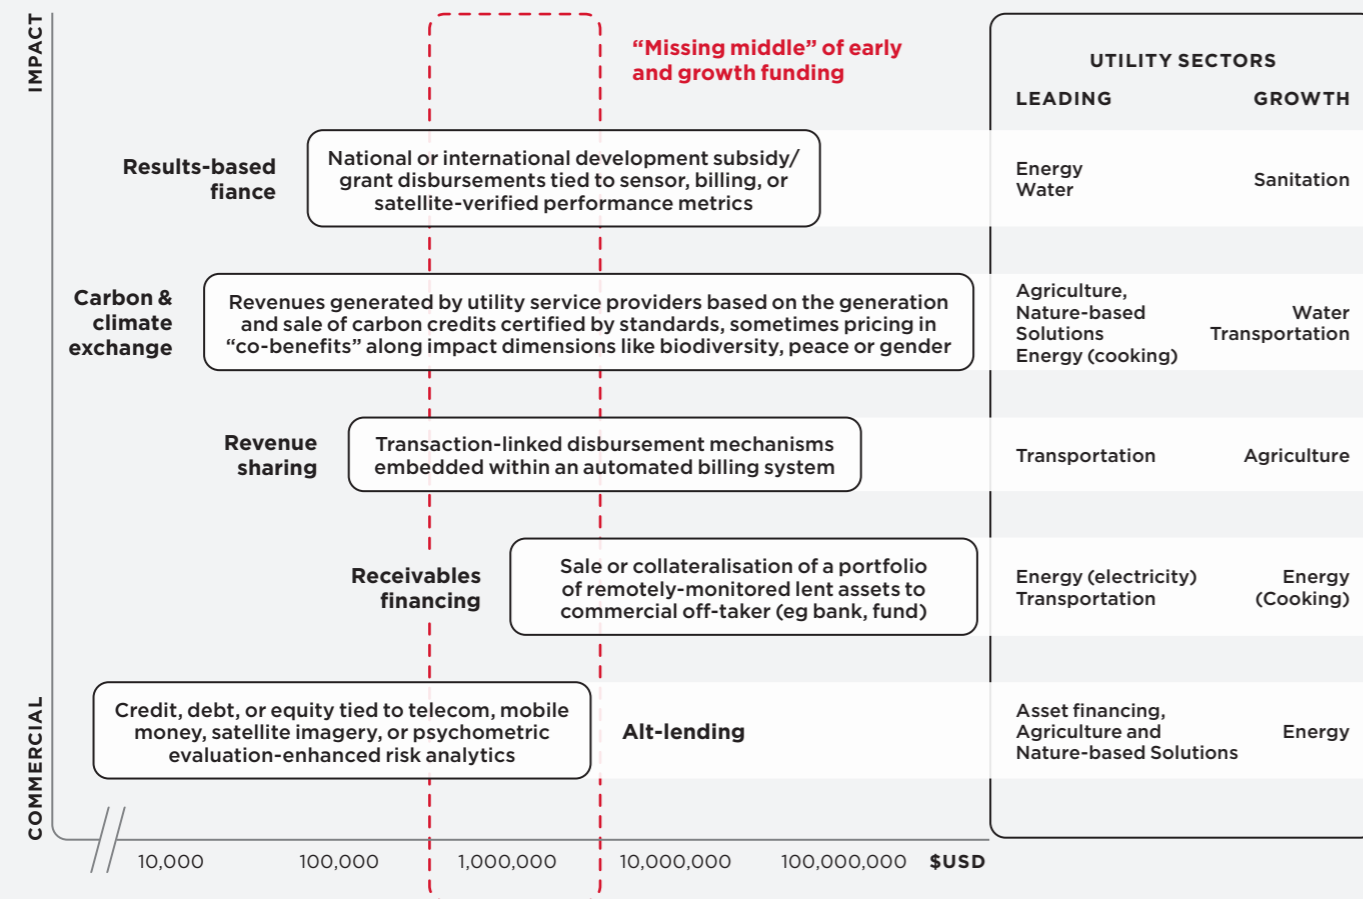 IMPACT
“Missing middle” of early
and growth funding
UTILITY SECTORS
LEADING
GROWTH
Results-based
fiance
National or international development subsidy/
grant disbursements tied to sensor, billing, or
satellite-verified performance metrics
Energy
Water
Sanitation
Carbon &
climate
exchange
Revenues generated by utility service providers based on the generation
and sale of carbon credits certified by standards, sometimes pricing in
“co-benefits” along impact dimensions like biodiversity, peace or gender
Agriculture,
Nature-based
Solutions
Energy (cooking)
Water
Transportation
Revenue
sharing
Transaction-linked disbursement mechanisms
embedded within an automated billing system
Transportation
Agriculture
Receivables
financing
Sale or collateralisation of a portfolio
of remotely-monitored lent assets to
commercial off-taker (eg bank, fund)
Energy (electricity)
Transportation
Energy
(Cooking)
COMMERCIAL
Credit, debt, or equity tied to telecom, mobile
money, satellite imagery, or psychometric
evaluation-enhanced risk analytics
Alt-lending
Asset financing,
Agriculture and
Nature-based Solutions
Energy
10,000
100,000
1,0000,000
10,0000,000
100,000,000
$USD